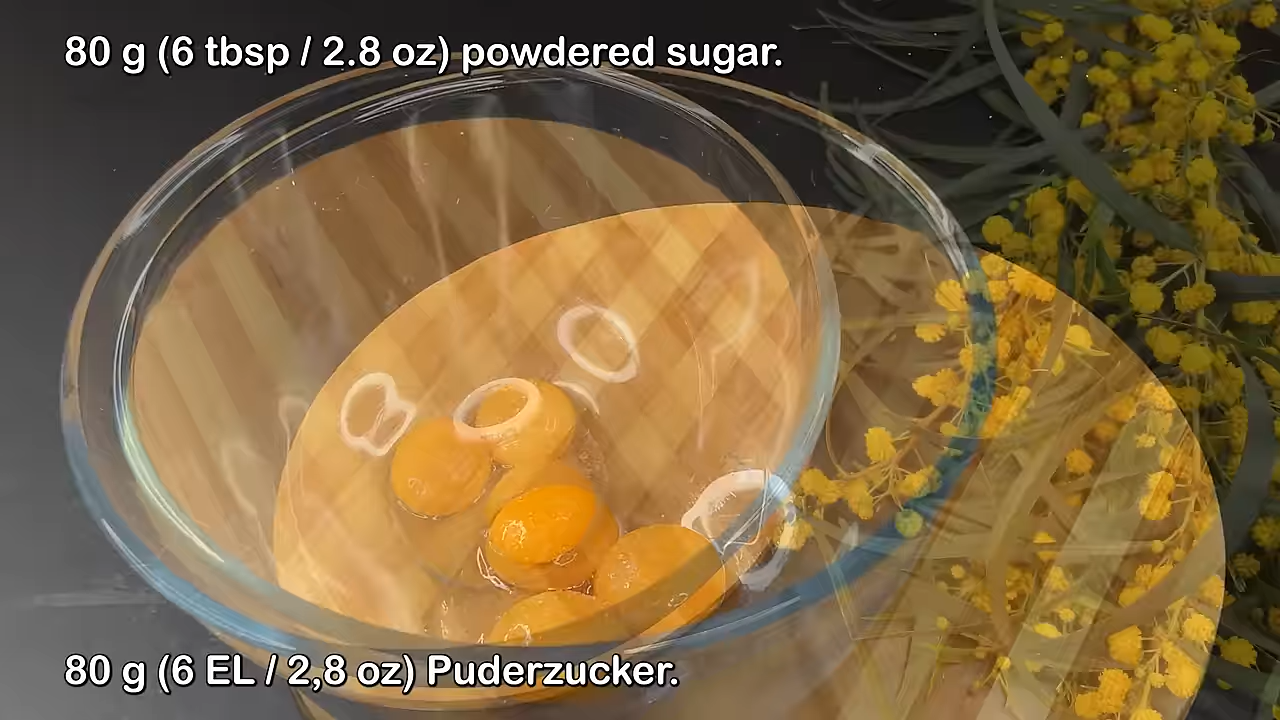 80 g (6 tbsp / 2.8 oz) powdered sugar.
80 g (6 EL / 2,8 oz) Puderzucker.